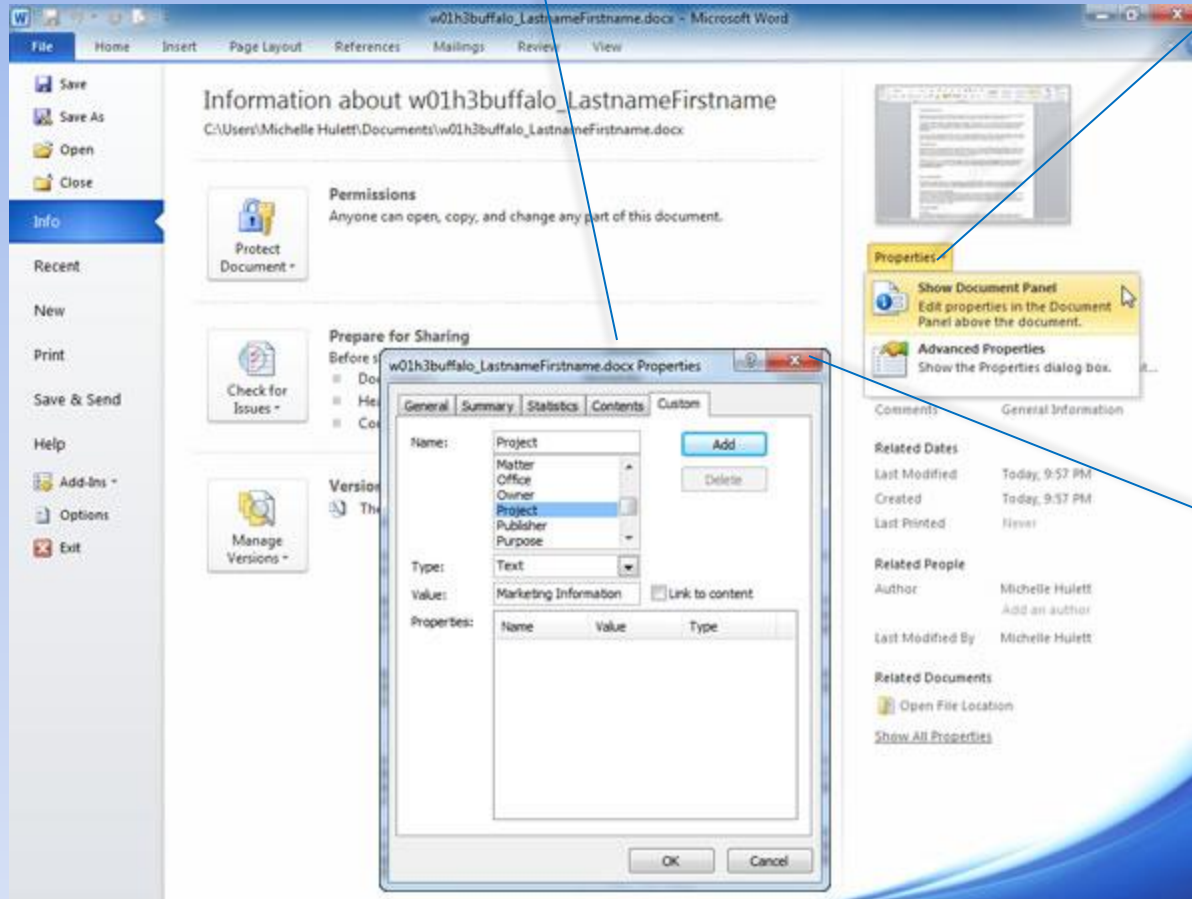 w01h3buffalo_LastnameFirstname.docx - Microsoft Word
File Home Insert Page Layout References Mailings Review View
Save
Save As
Open
Close
Info
Recent
New
Print
Save & Send
Help
Add-Ins
Options
Exit
Information about w01h3buffalo_LastnameFirstname
C:\Users\Michelle Hulett\Documents\w01h3buffalo_LastnameFirstname.docx
Protect
Document
Permissions
Anyone can open, copy, and change any part of this document.
Check for
Issues
Prepare for Sharing
Before
Manage
Versions
w01h3buffalo_LastnameFirstname.docx Properties
General Summary Statistics Contents Custom
Name: Project Add
Matter
Office Delete
Owner
Project
Publisher
Purpose
Type: Text
Value: Marketing Information Link to content
Properties: Name Value Type
OK Cancel
Properties
Show Document Panel
Edit properties in the Document
Panel above the document.
Advanced Properties
Show the Properties dialog box.
Comments General Information
Related Dates
Last Modified Today, 9:57 PM
Created Today, 9:57 PM
Last Printed Never
Related People
Author Michelle Hulett
Add an author
Last Modified By Michelle Hulett
Related Documents
Open File Location
Show All Properties